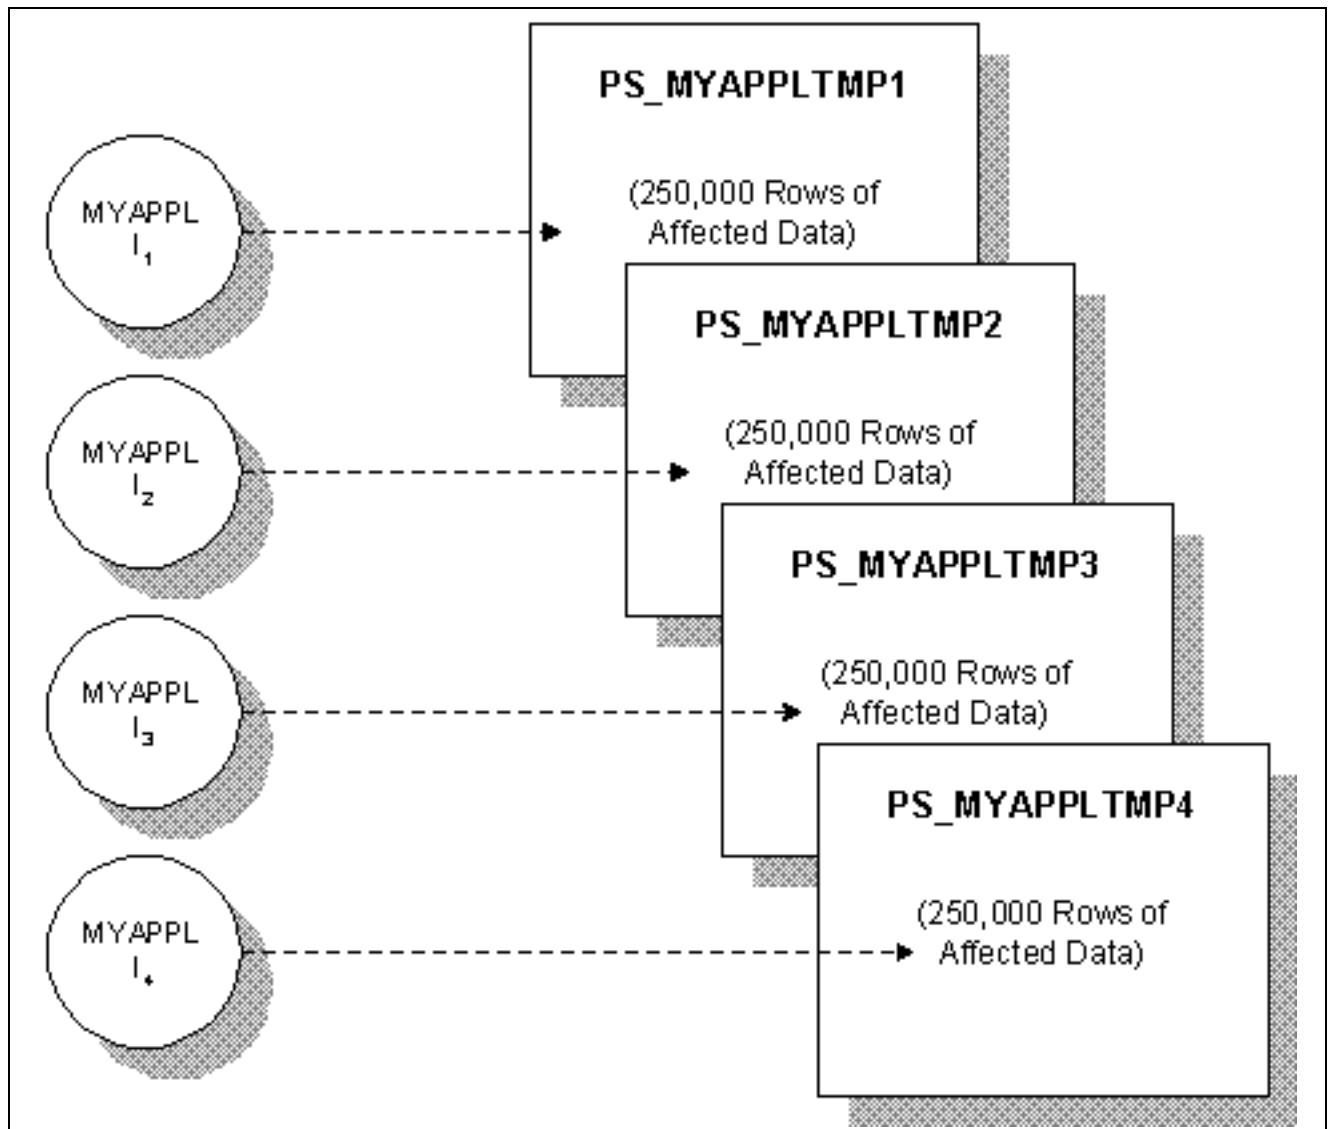 PS_MYAPPLTMP1
(250,000 Rows of
Affected Data)
MYAPPL
I₁
PS_MYAPPLTMP2
(250,000 Rows of
Affected Data)
MYAPPL
I₂
PS_MYAPPLTMP3
(250,000 Rows of
Affected Data)
MYAPPL
I₃
PS_MYAPPLTMP4
(250,000 Rows of
Affected Data)
MYAPPL
I₄